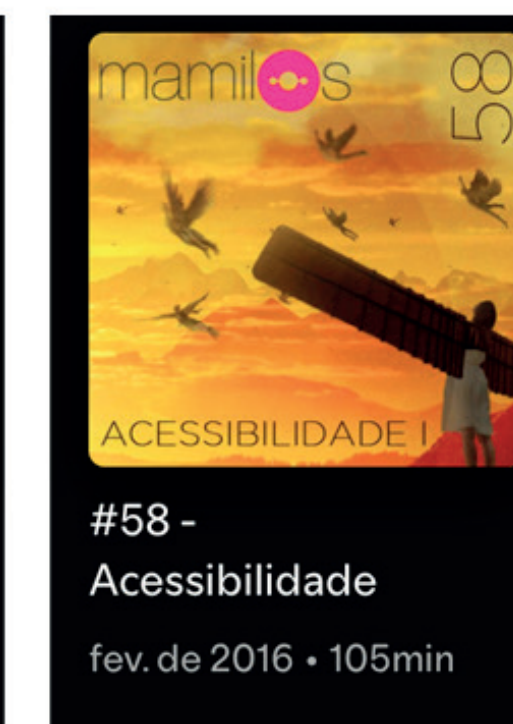 mamilos
58
ACESSIBILIDADE I
#58 -
Acessibilidade
fev. de 2016 • 105min